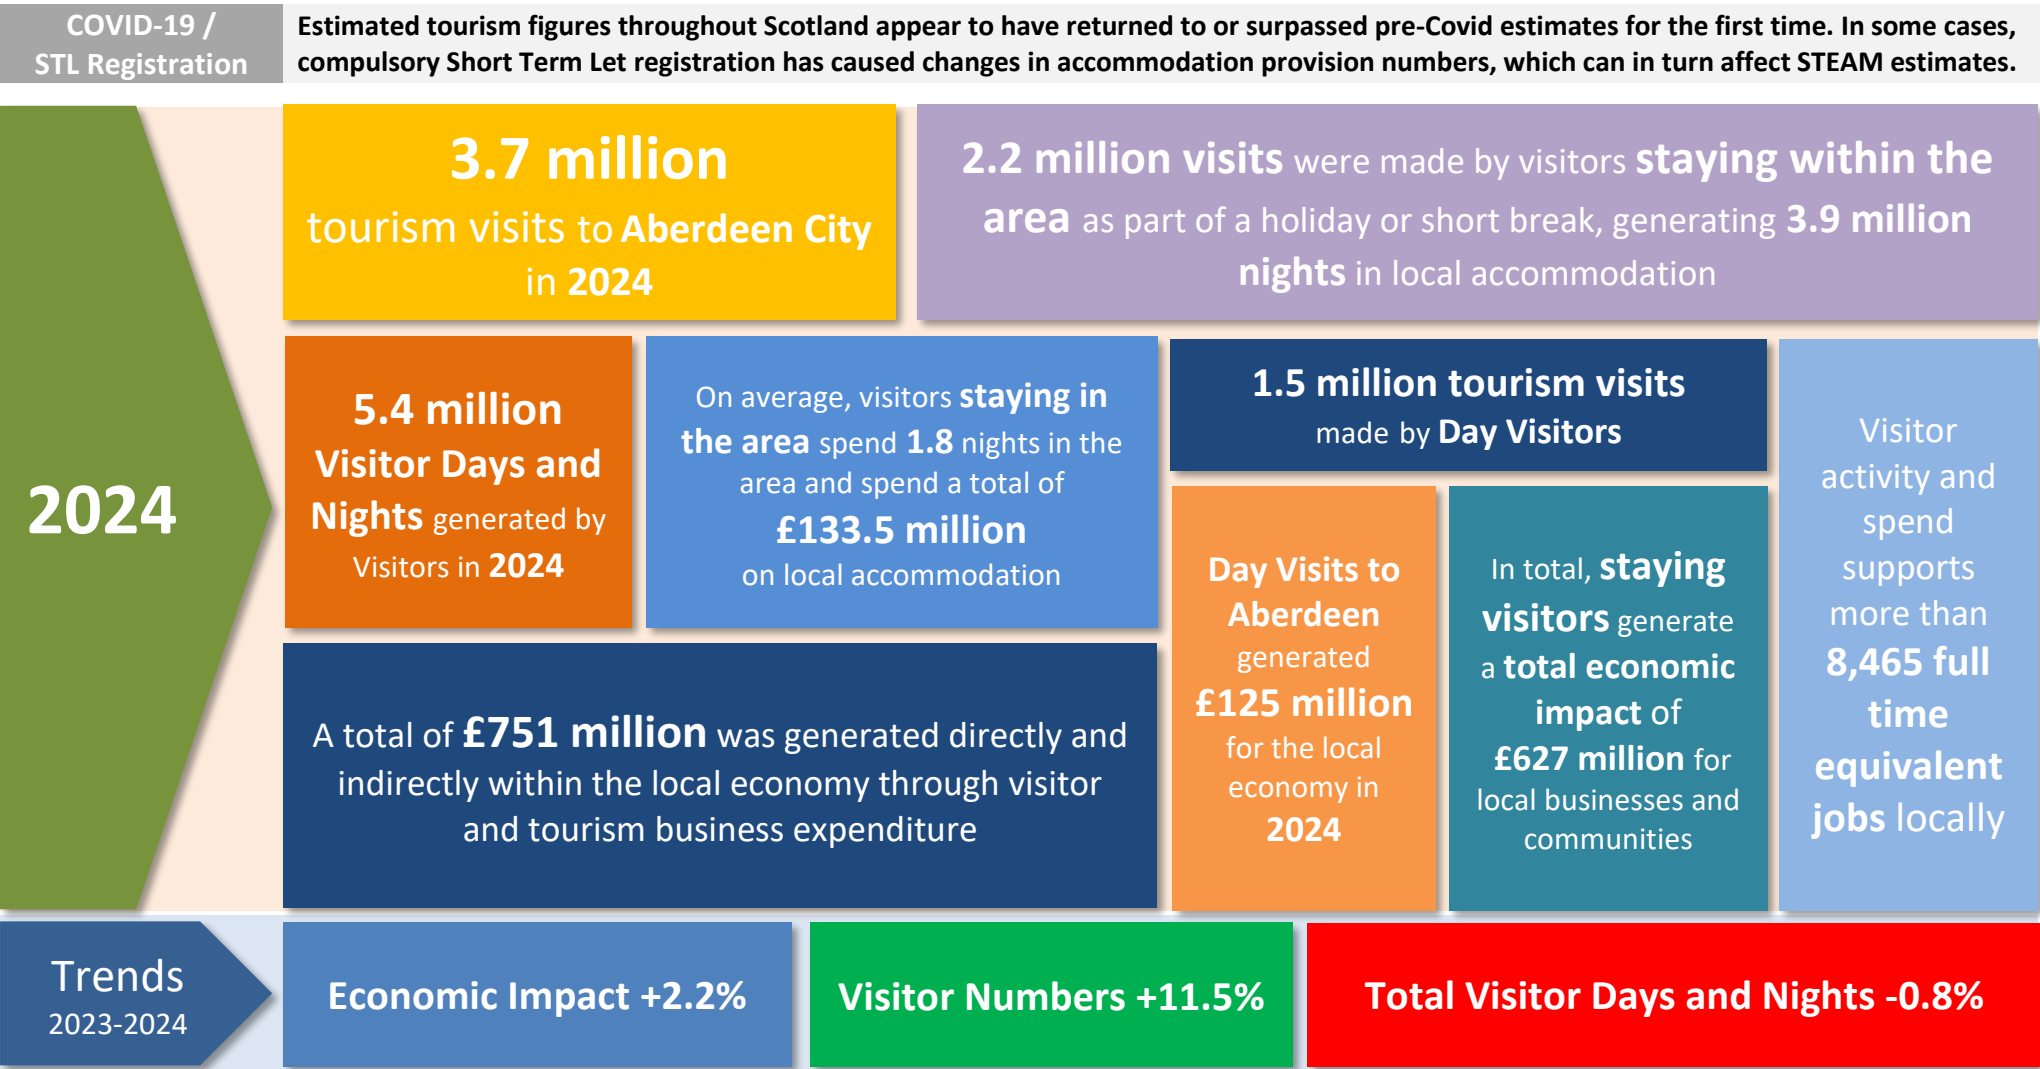 COVID-19 /
STL Registration
Estimated tourism figures throughout Scotland appear to have returned to or surpassed pre-Covid estimates for the first time. In some cases,
compulsory Short Term Let registration has caused changes in accommodation provision numbers, which can in turn affect STEAM estimates.
2024
3.7 million
tourism visits to Aberdeen City
in 2024
2.2 million visits were made by visitors staying within the
area as part of a holiday or short break, generating 3.9 million
nights in local accommodation
5.4 million
Visitor Days and
Nights generated by
Visitors in 2024
On average, visitors staying in
the area spend 1.8 nights in the
area and spend a total of
£133.5 million
on local accommodation
1.5 million tourism visits
made by Day Visitors
Visitor
activity and
spend
supports
more than
8,465 full
time
equivalent
jobs locally
A total of £751 million was generated directly and
indirectly within the local economy through visitor
and tourism business expenditure
Day Visits to
Aberdeen
generated
£125 million
for the local
economy in
2024
In total, staying
visitors generate
a total economic
impact of
£627 million for
local businesses and
communities
Trends
2023-2024
Economic Impact +2.2%
Visitor Numbers +11.5%
Total Visitor Days and Nights -0.8%